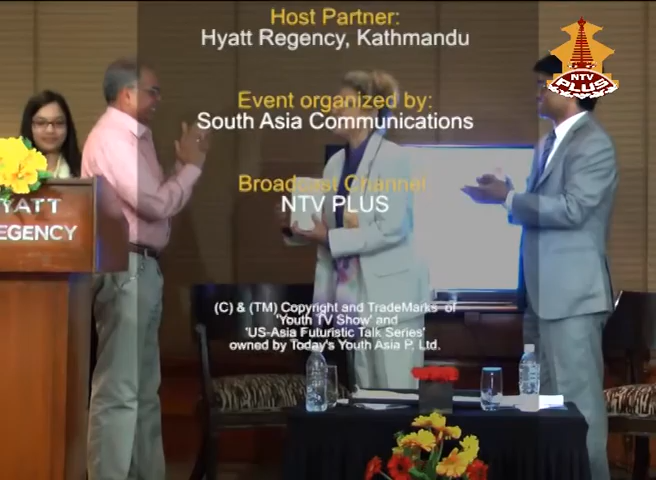 Host Partner:
Hyatt Regency, Kathmandu
NTV
PLUS
Event organized by:
South Asia Communications
Broadcast Channel
NTV PLUS
YATT
REGENCY
(C) & (TM) Copyright and TradeMarks of
'Youth TV Show' and
'US-Asia Futuristic Talk Series'
owned by Today's Youth Asia P. Ltd.